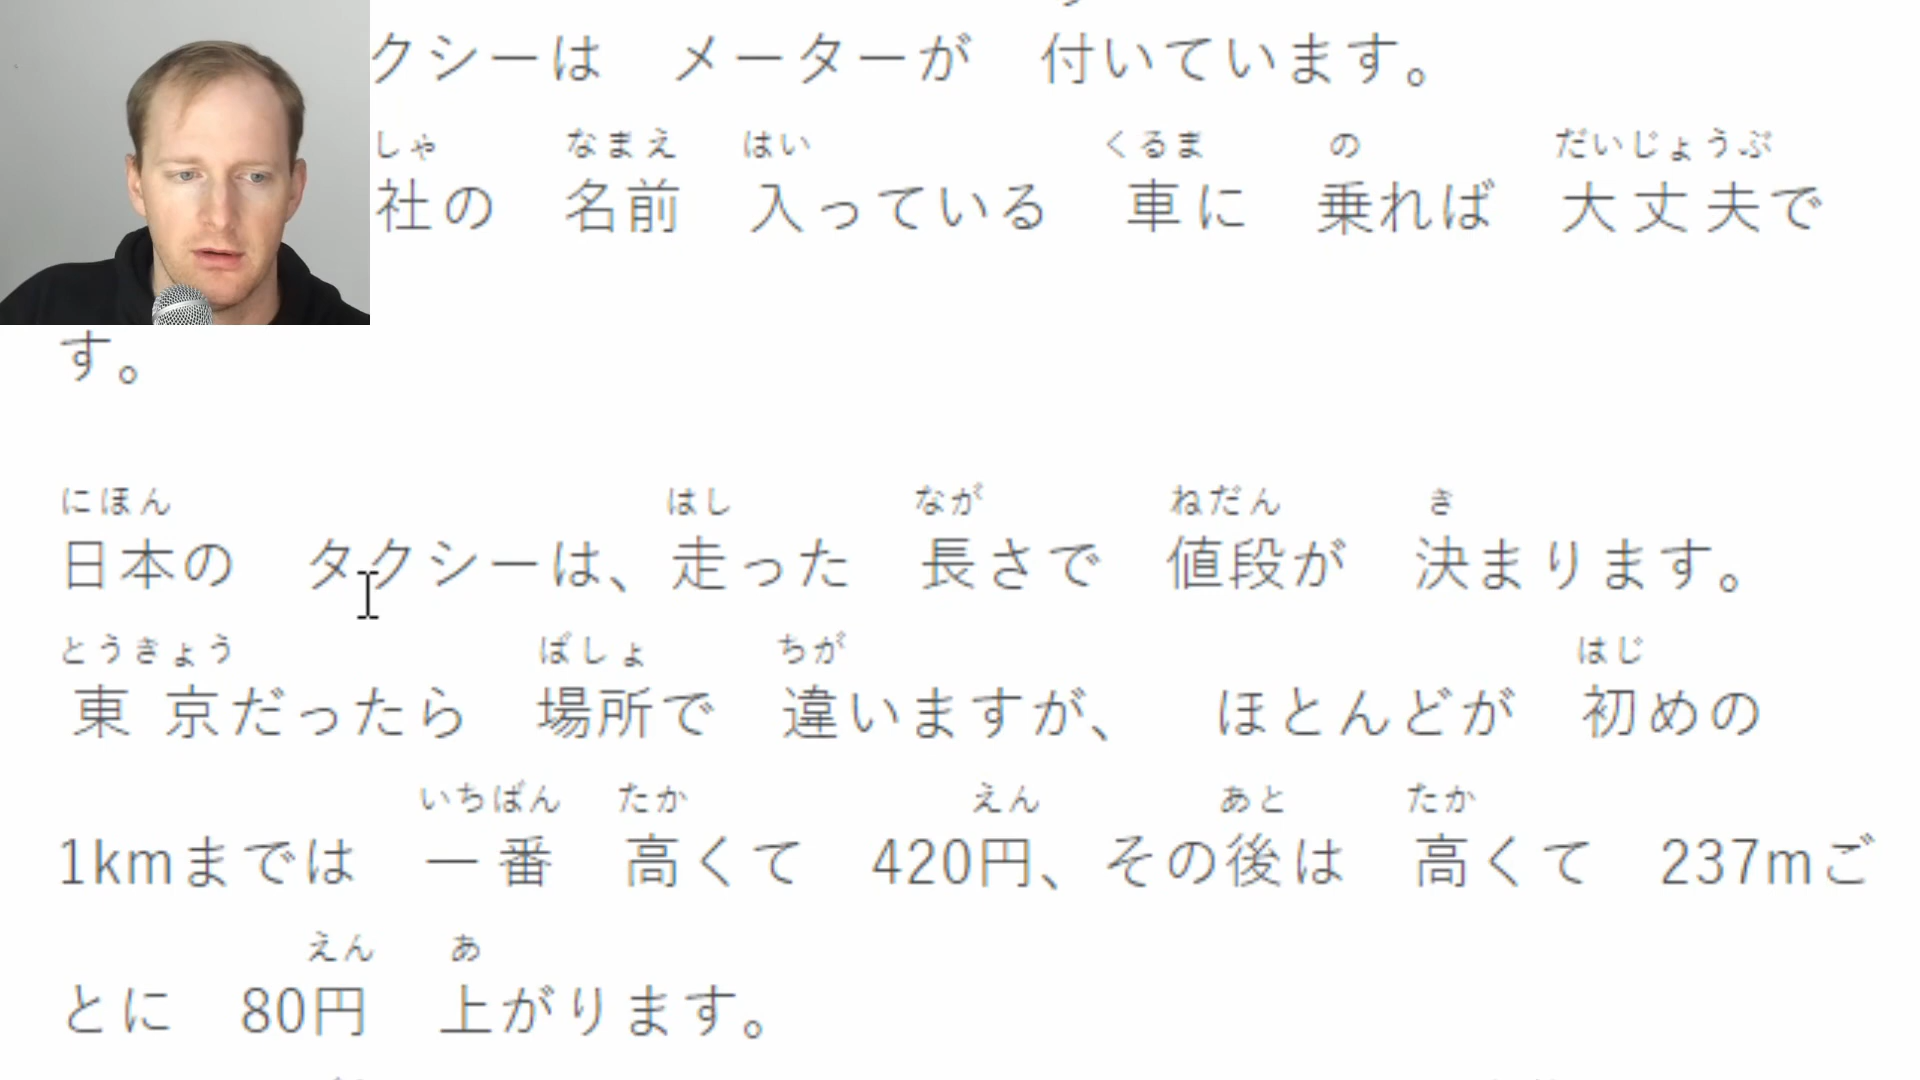 クシーは　メーターが　付いています。
しゃ　なまえ　はい　くるま　の　だいじょうぶ
社の　名前　入っている　車に　乗れば　大丈夫で
す。
にほん　はし　なが　ねだん　き
日本の　タクシーは、走った　長さで　値段が　決まります。
とうきょう　ばしょ　ちが　はじ
東京だったら　場所で　違いますが、　ほとんどが　初めの
いちばん　たか　えん　あと　たか
1kmまでは　一番　高くて　420円、その後は　高くて　237mご
えん　あ
とに　80円　上がります。